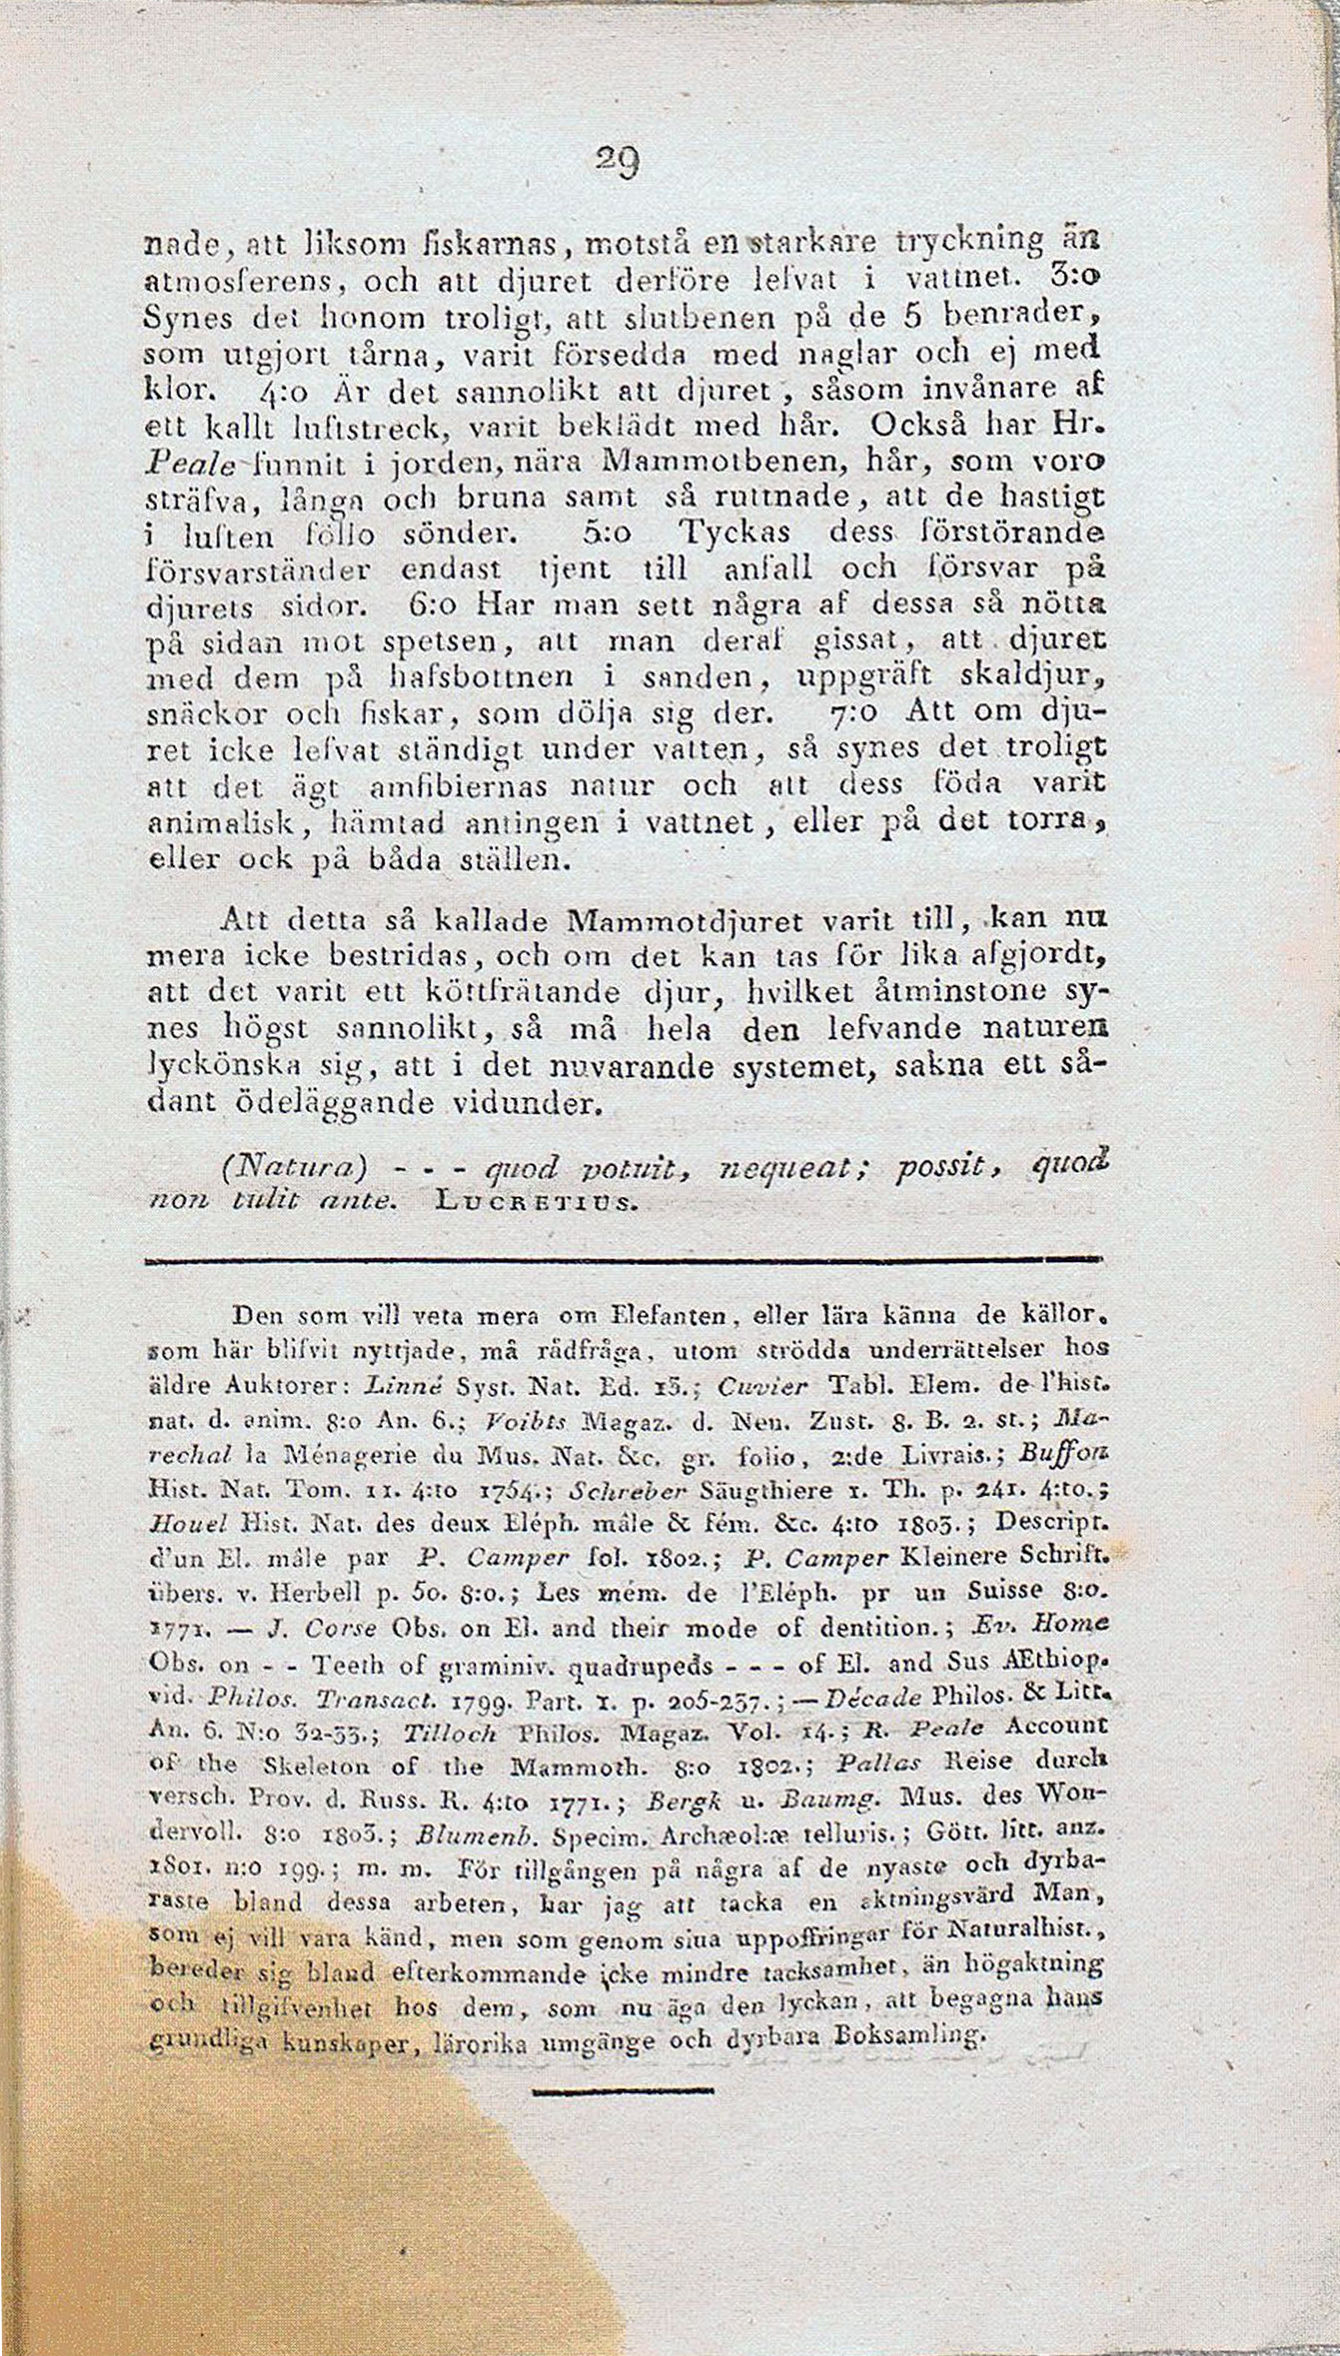 29
nade, att liksom fiskarnas, motstå en starkare tryckning än
atmosferens, och att djuret derföre lefvat i vattnet. 3:o
Synes det honom troligt, att slutbenen på de 5 benrader,
som utgjort tårna, varit försedda med naglar och ej med
klor. 4:o Är det sannolikt att djuret, såsom invånare af
ett kallt luftstreck, varit beklädt med hår. Också har Hr.
Peale funnit i jorden, nära Mammotbenen, hår, som voro
sträfva, långa och bruna samt så ruttnade, att de hastigt
i luften föllo sönder. 5:o Tyckas dess förstörande
försvarständer endast tjent till anfall och försvar på
djurets sidor. 6:o Har man sett några af dessa så nötta
på sidan mot spetsen, att man deraf gissat, att djuret
med dem på hafsbottnen i sanden, uppgräft skaldjur,
snäckor och fiskar, som dölja sig der. 7:o Att om dju-
ret icke lefvat ständigt under vatten, så synes det troligt
att det ägt amfibiernas natur och att dess föda varit
animalisk, hämtad antingen i vattnet, eller på det torra,
eller ock på båda ställen.
Att detta så kallade Mammotdjuret varit till, kan nu
mera icke bestridas, och om det kan tas för lika afgjordt,
att det varit ett köttfrätande djur, hvilket åtminstone sy-
nes högst sannolikt, så må hela den lefvande naturen
lyckönska sig, att i det nuvarande systemet, sakna ett så-
dant ödeläggande vidunder.
(Natura) - - - quod potuit, nequeat; possit, quod
non tulit ante. LUCRETIUS.
Den som vill veta mera om Elefanten, eller lära känna de källor,
som här blifvit nyttjade, må rådfråga, utom strödda underrättelser hos
äldre Auktorer: Linné Syst. Nat. Ed. 13.; Cuvier Tabl. Elem. de l'hist.
nat. d. anim. 8:o An. 6.; Voibts Magaz. d. Neu. Zust. 8. B. 2. st.; Ma-
rechal la Ménagerie du Mus. Nat. &c. gr. folio, 2:de Livrais.; Buffon
Hist. Nat. Tom. 11. 4:to 1754.; Schreber Säugthiere 1. Th. p. 241. 4:to.;
Houel Hist. Nat. des deux Eléph. mâle & fém. &c. 4:to 1803.; Descript.
d'un El. mâle par P. Camper fol. 1802.; P. Camper Kleinere Schrift.
übers. v. Herbell p. 50. 8:o.; Les mém. de l'Eléph. pr un Suisse 8:o.
1771. — J. Corse Obs. on El. and their mode of dentition.; Ev. Home
Obs. on - - Teeth of graminiv. quadrupeds - - - of El. and Sus AEthiop.
vid. Philos. Transact. 1799. Part. 1. p. 205-237.; — Décade Philos. & Litt.
An. 6. N:o 32-33.; Tilloch Philos. Magaz. Vol. 14.; R. Peale Account
of the Skeleton of the Mammoth. 8:o 1802.; Pallas Reise durch
versch. Prov. d. Russ. R. 4:to 1771.; Bergk u. Baumg. Mus. des Won-
dervoll. 8:o 1803.; Blumenb. Specim. Archæol:æ telluris.; Gött. litt. anz.
1801. n:o 199.; m. m. För tillgången på några af de nyaste och dyrba-
raste bland dessa arbeten, har jag att tacka en aktningsvärd Man,
som ej vill vara känd, men som genom sina uppoffringar för Naturalhist.,
bereder sig bland efterkommande icke mindre tacksamhet, än högaktning
och tillgifvenhet hos dem, som nu äga den lyckan, att begagna hans
grundliga kunskaper, lärorika umgänge och dyrbara Boksamling.